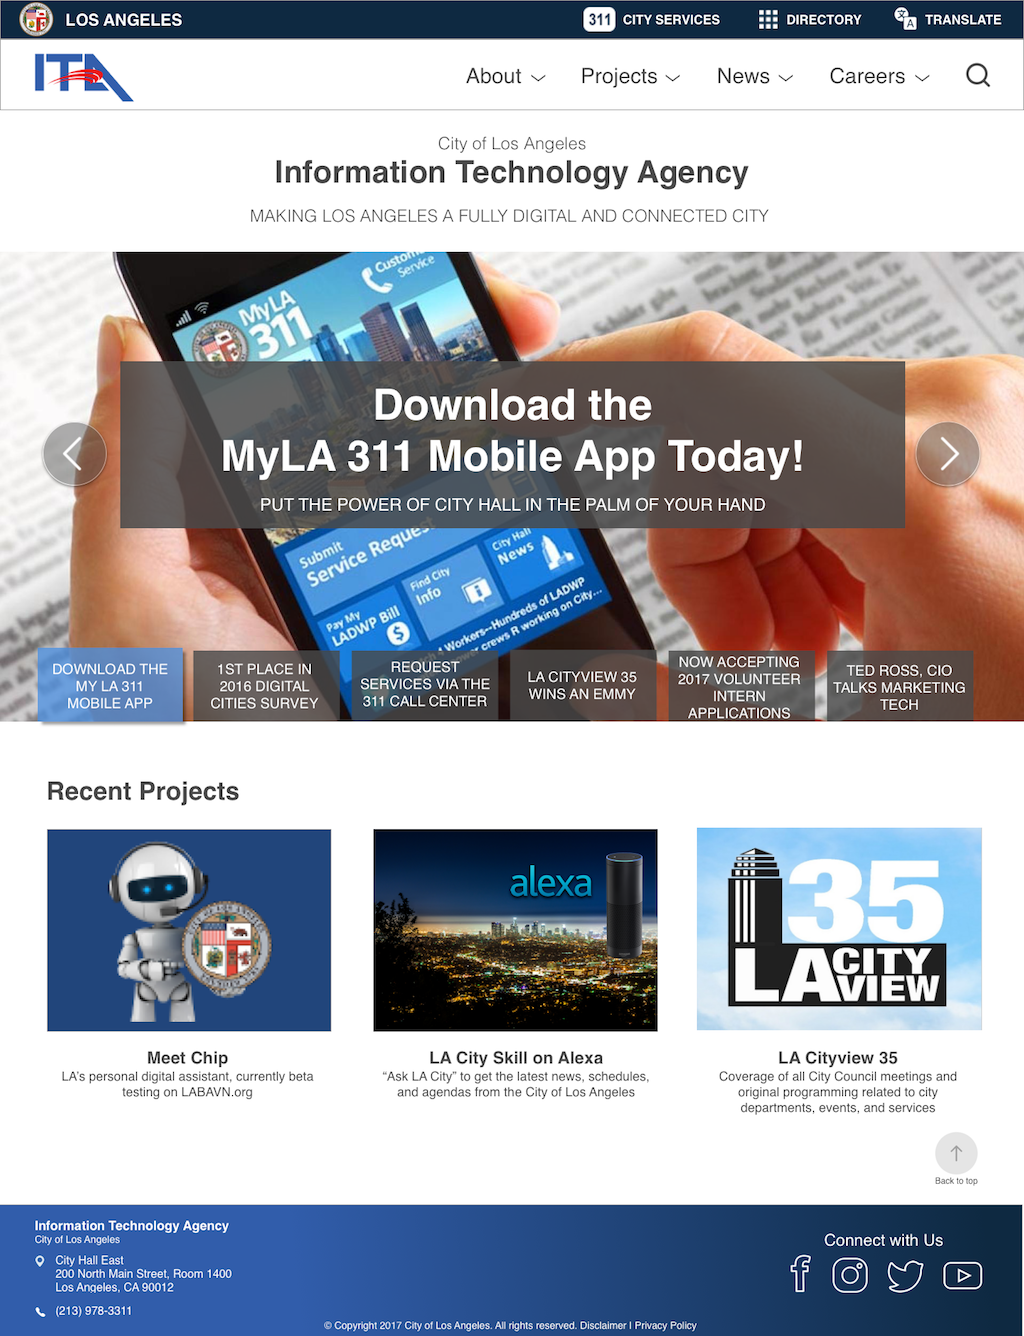 LOS ANGELES
311 CITY SERVICES
DIRECTORY
TRANSLATE
ITA
About
Projects
News
Careers
City of Los Angeles
Information Technology Agency
MAKING LOS ANGELES A FULLY DIGITAL AND CONNECTED CITY
Customer
Service
MyLA
311
Download the
MyLA 311 Mobile App Today!
PUT THE POWER OF CITY HALL IN THE PALM OF YOUR HAND
Submit
Service Request
City Hall
News
Find City
Info
Pay My
LADWP Bill
Workers--Hundreds of LADWP
crews R working on City...
DOWNLOAD THE
MY LA 311
MOBILE APP
1ST PLACE IN
2016 DIGITAL
CITIES SURVEY
REQUEST
SERVICES VIA THE
311 CALL CENTER
LA CITYVIEW 35
WINS AN EMMY
NOW ACCEPTING
2017 VOLUNTEER
INTERN
APPLICATIONS
TED ROSS, CIO
TALKS MARKETING
TECH
Recent Projects
alexa
35
LA CITY
VIEW
Meet Chip
LA's personal digital assistant, currently beta
testing on LABAVN.org
LA City Skill on Alexa
“Ask LA City” to get the latest news, schedules,
and agendas from the City of Los Angeles
LA Cityview 35
Coverage of all City Council meetings and
original programming related to city
departments, events, and services
Back to top
Information Technology Agency
City of Los Angeles
City Hall East
200 North Main Street, Room 1400
Los Angeles, CA 90012
(213) 978-3311
Connect with Us
© Copyright 2017 City of Los Angeles. All rights reserved. Disclaimer I Privacy Policy